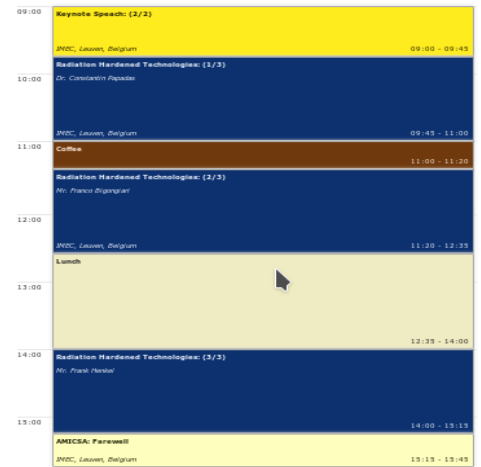 09:00
Keynote Speach: (2/2)
IMEC, Leuven, Belgium 09:00 - 09:45
Radiation Hardened Technologies: (1/3)
10:00
Dr. Constantin Papadas
IMEC, Leuven, Belgium 09:45 - 11:00
11:00
Coffee
11:00 - 11:20
Radiation Hardened Technologies: (2/3)
Mr. Franco Bigongiari
12:00
IMEC, Leuven, Belgium 11:20 - 12:35
Lunch
13:00
12:35 - 14:00
14:00
Radiation Hardened Technologies: (3/3)
Mr. Frank Henkel
15:00
14:00 - 15:15
AMICSA: Farewell
IMEC, Leuven, Belgium 15:15 - 15:45